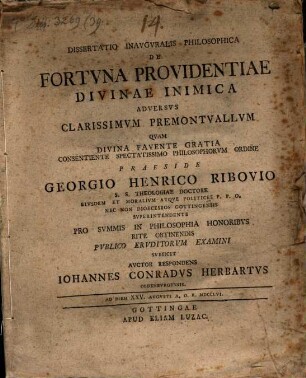 14.
DISSERTATIO INAVGVRALIS PHILOSOPHICA
DE
FORTVNA PROVIDENTIAE
DIVINAE INIMICA
ADVERSVS
CLARISSIMVM PREMONTVALLVM
QVAM
DIVINA FAVENTE GRATIA
CONSENTIENTE SPECTATISSIMO PHILOSOPHORVM ORDINE
PRAESIDE
GEORGIO HENRICO RIBOVIO
S. S. THEOLOGIAE DOCTORE
EIVSDEM ET MORALIVM ATQVE POLITICES P. P. O.
NEC NON DIOECESEOS GOTTINGENSIS
SVPERINTENDENTE
PRO SVMMIS IN PHILOSOPHIA HONORIBVS
RITE OBTINENDIS
PVBLICO ERVDITORVM EXAMINI
SVBIICIT
AVCTOR RESPONDENS
IOHANNES CONRADVS HERBARTVS
AD DIEM XXV. AVGVSTI A. O. R. MDCCLVI.
GOTTINGAE
APVD ELIAM LVZAC.